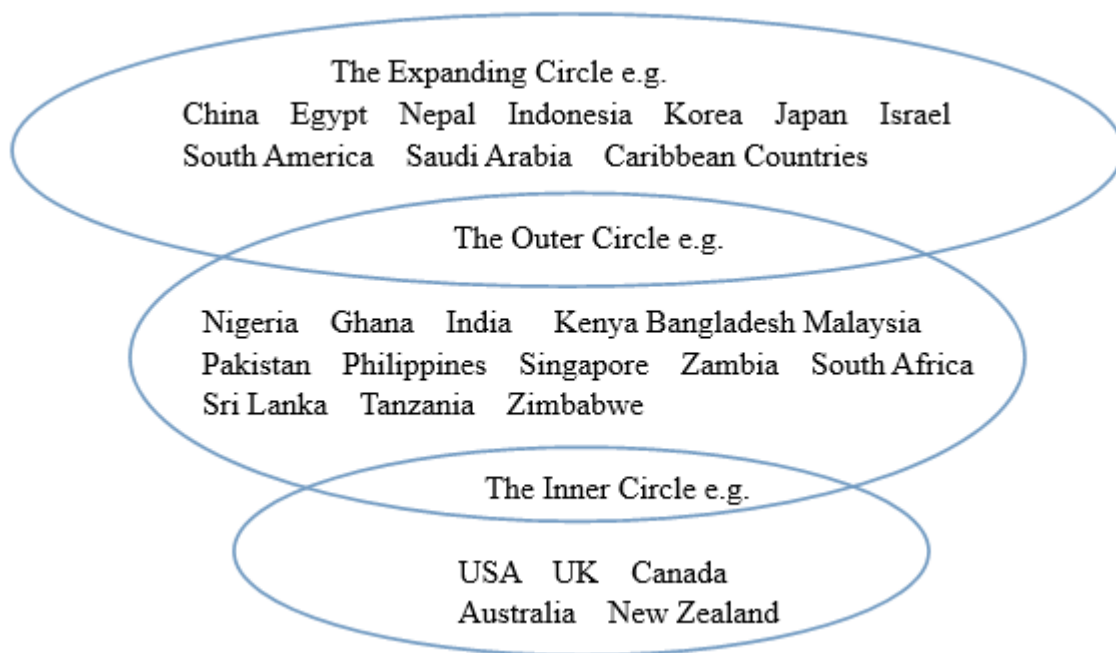 The Expanding Circle e.g.
China Egypt Nepal Indonesia Korea Japan Israel
South America Saudi Arabia Caribbean Countries
The Outer Circle e.g.
Nigeria Ghana India Kenya Bangladesh Malaysia
Pakistan Philippines Singapore Zambia South Africa
Sri Lanka Tanzania Zimbabwe
The Inner Circle e.g.
USA UK Canada
Australia New Zealand